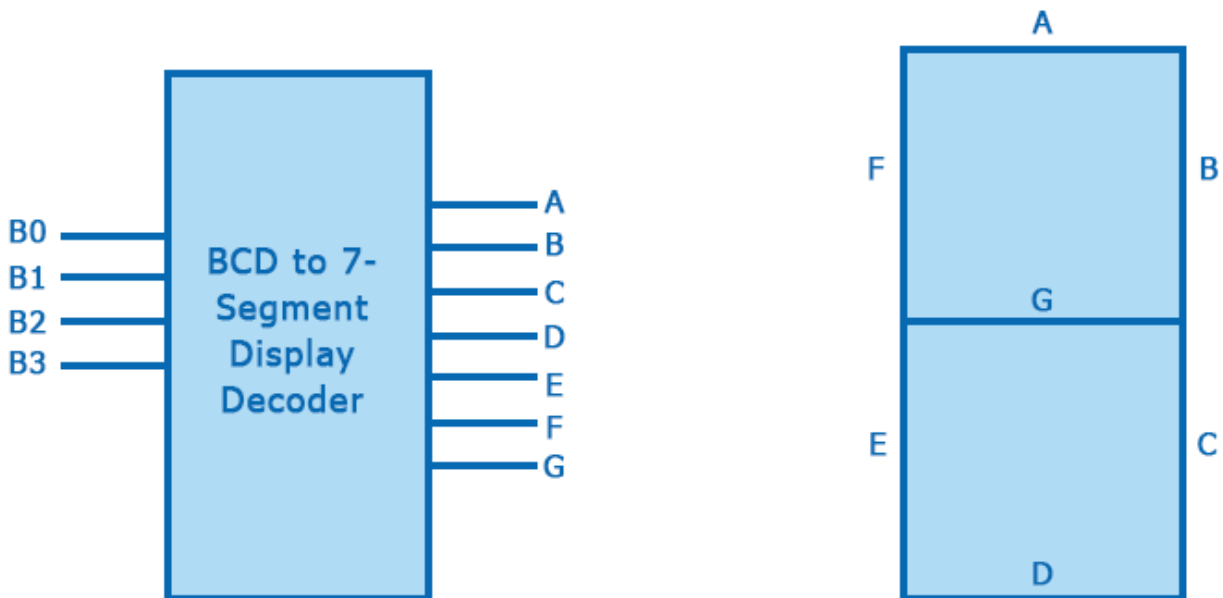 B0
B1
B2
B3
BCD to 7-
Segment
Display
Decoder
A
B
C
D
E
F
G
A
F
B
G
E
C
D